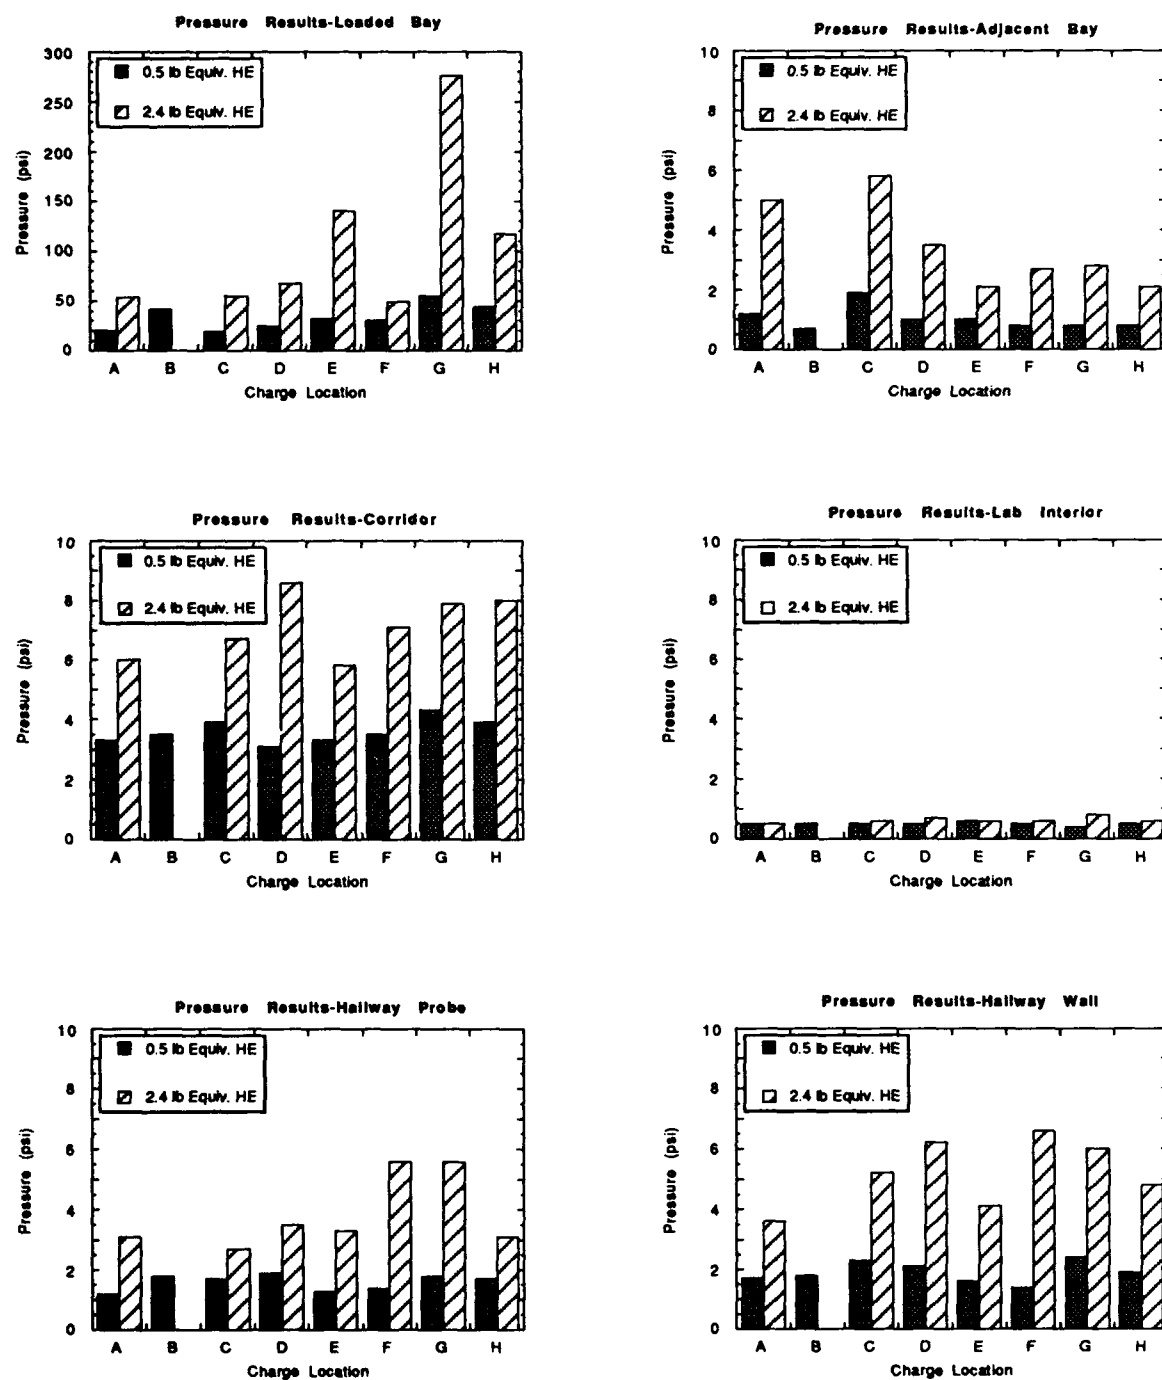 Pressure Results-Loaded Bay
300
250
200
150
100
50
0
Pressure (psi)
0.5 lb Equiv. HE
2.4 lb Equiv. HE
A B C D E F G H
Charge Location
Pressure Results-Adjacent Bay
10
8
6
4
2
0
Pressure (psi)
0.5 lb Equiv. HE
2.4 lb Equiv. HE
A B C D E F G H
Charge Location
Pressure Results-Corridor
10
8
6
4
2
0
Pressure (psi)
0.5 lb Equiv. HE
2.4 lb Equiv. HE
A B C D E F G H
Charge Location
Pressure Results-Lab Interior
10
8
6
4
2
0
Pressure (psi)
0.5 lb Equiv. HE
2.4 lb Equiv. HE
A B C D E F G H
Charge Location
Pressure Results-Hallway Probe
10
8
6
4
2
0
Pressure (psi)
0.5 lb Equiv. HE
2.4 lb Equiv. HE
A B C D E F G H
Charge Location
Pressure Results-Hallway Wall
10
8
6
4
2
0
Pressure (psi)
0.5 lb Equiv. HE
2.4 lb Equiv. HE
A B C D E F G H
Charge Location